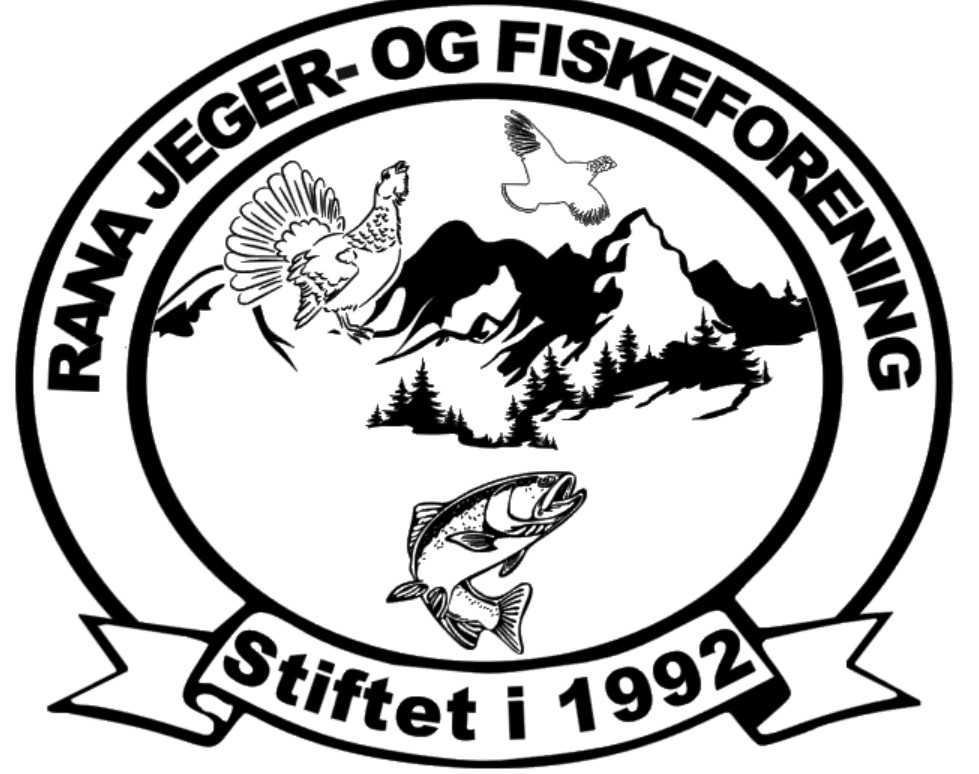 RANA JEGER- OG FISKEFORENING
Stiftet i 1992